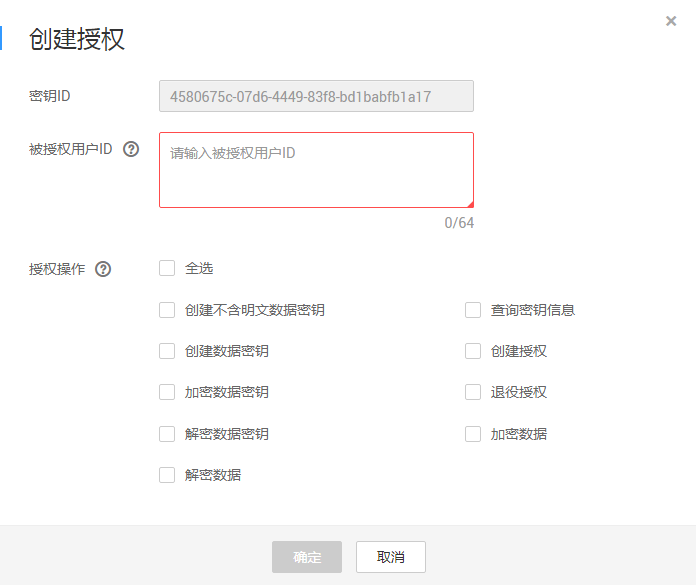 创建授权
×
密钥ID
4580675c-07d6-4449-83f8-bd1babfb1a17
被授权用户ID ?
请输入被授权用户ID
0/64
授权操作 ?
全选
创建不含明文数据密钥 查询密钥信息
创建数据密钥 创建授权
加密数据密钥 退役授权
解密数据密钥 加密数据
解密数据
确定 取消